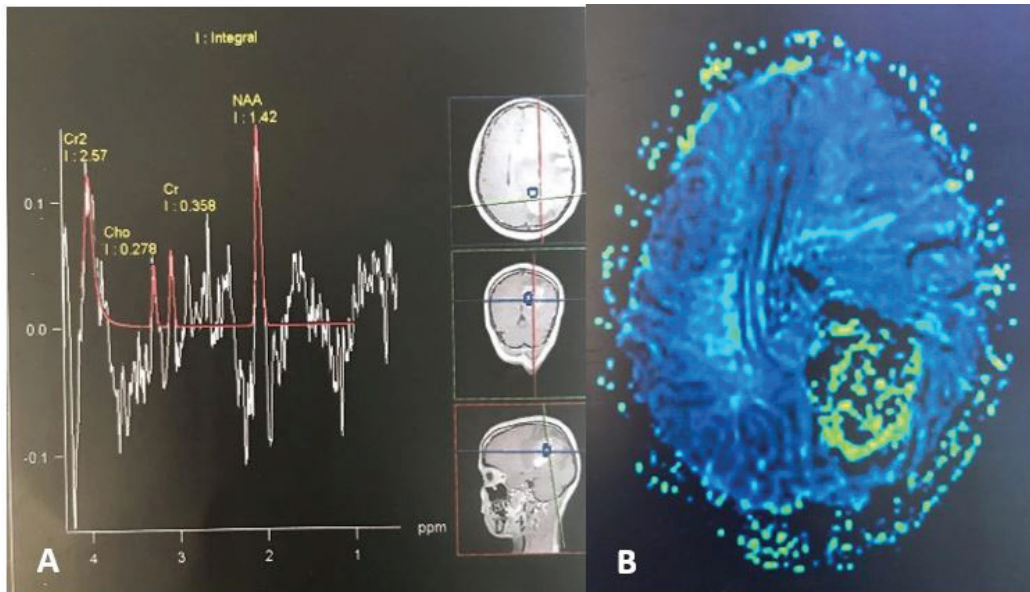 I : Integral
NAA
I : 1.42
Cr2
I : 2.57
Cr
I : 0.358
Cho
I : 0.278
0.1
0.0
-0.1
4 3 2 1 ppm
A B